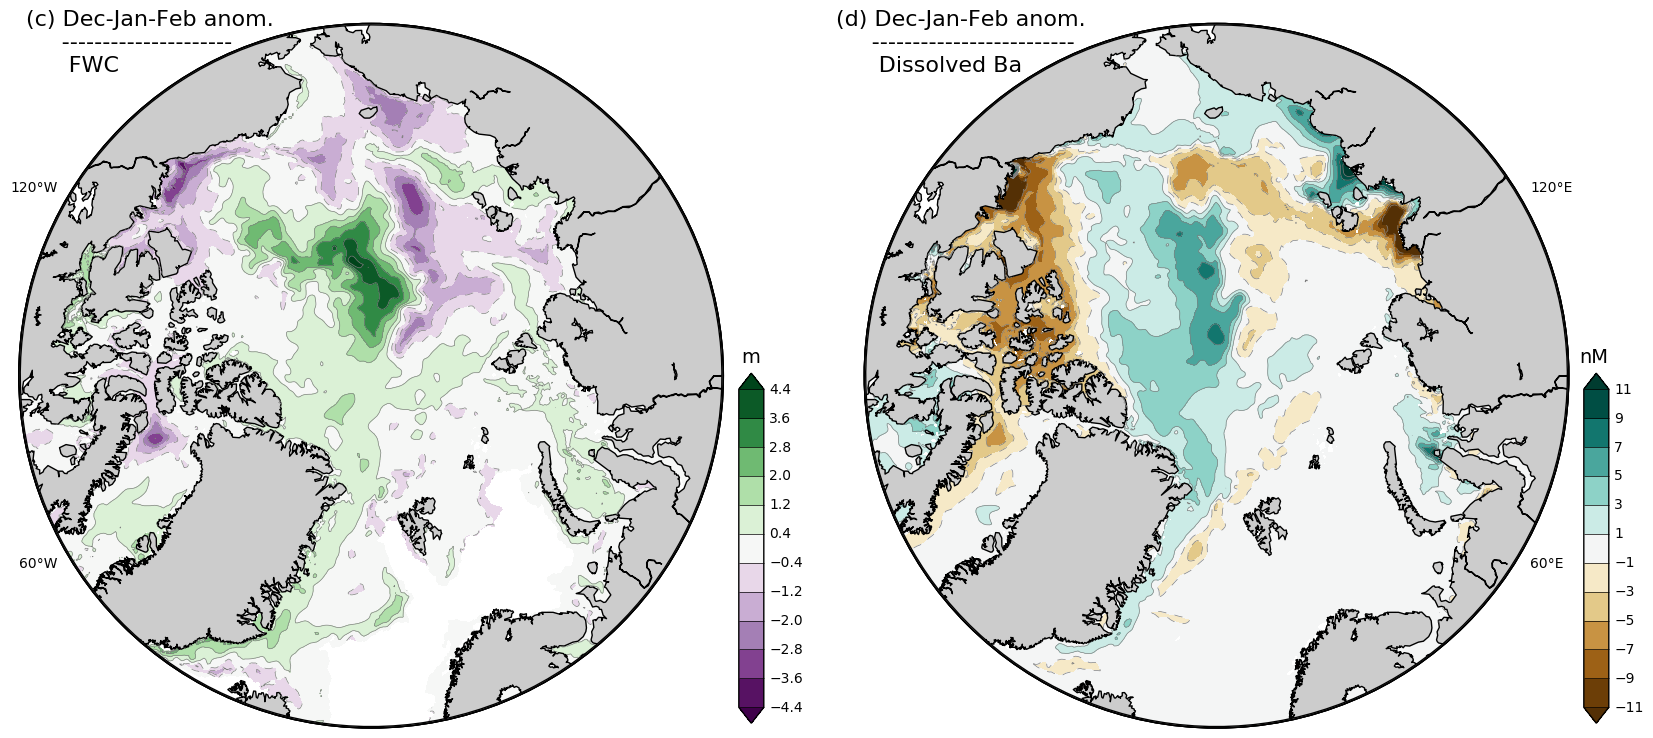 (c) Dec-Jan-Feb anom.
---------------------
FWC
120°W
60°W
m
4.4
3.6
2.8
2.0
1.2
0.4
−0.4
−1.2
−2.0
−2.8
−3.6
−4.4
(d) Dec-Jan-Feb anom.
-------------------------
Dissolved Ba
120°E
60°E
nM
11
9
7
5
3
1
−1
−3
−5
−7
−9
−11